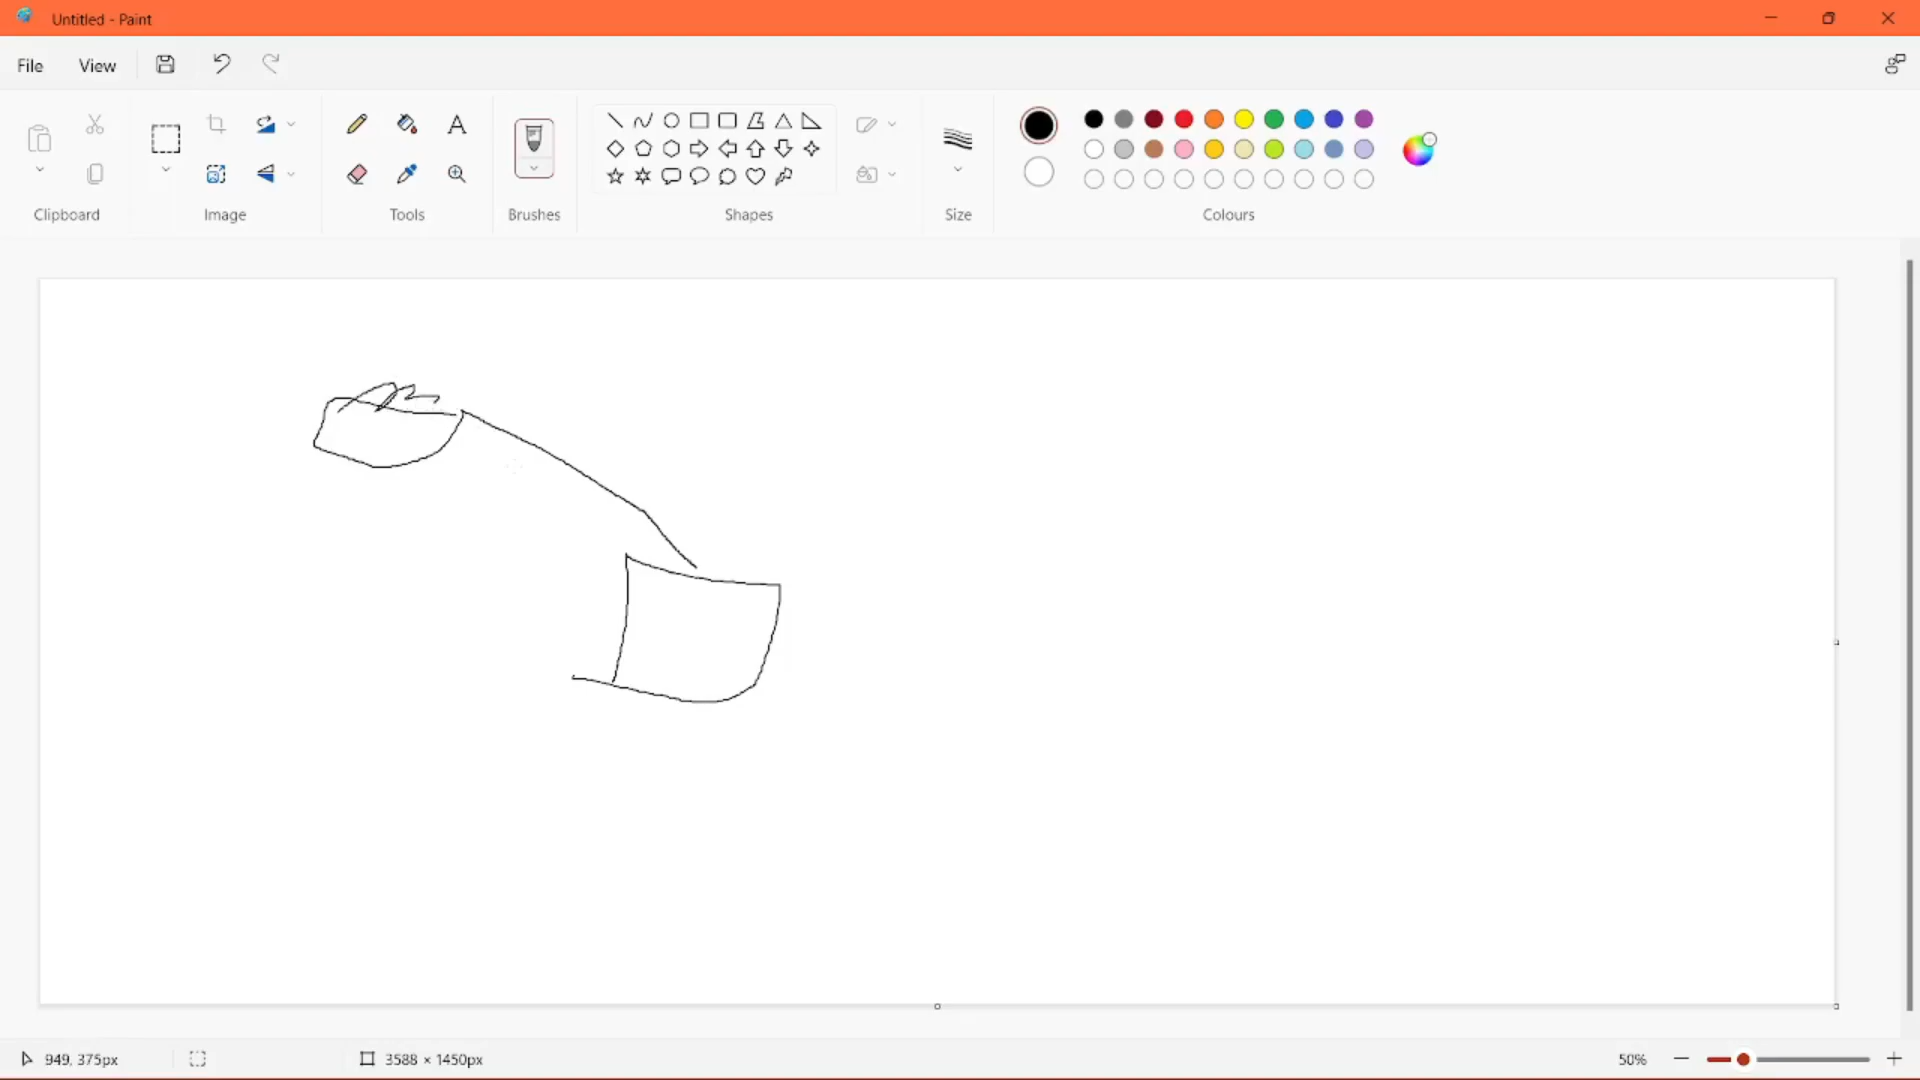 Untitled - Paint
File View
Clipboard Image Tools Brushes Shapes Size Colours
949, 375px 3588 × 1450px 50%